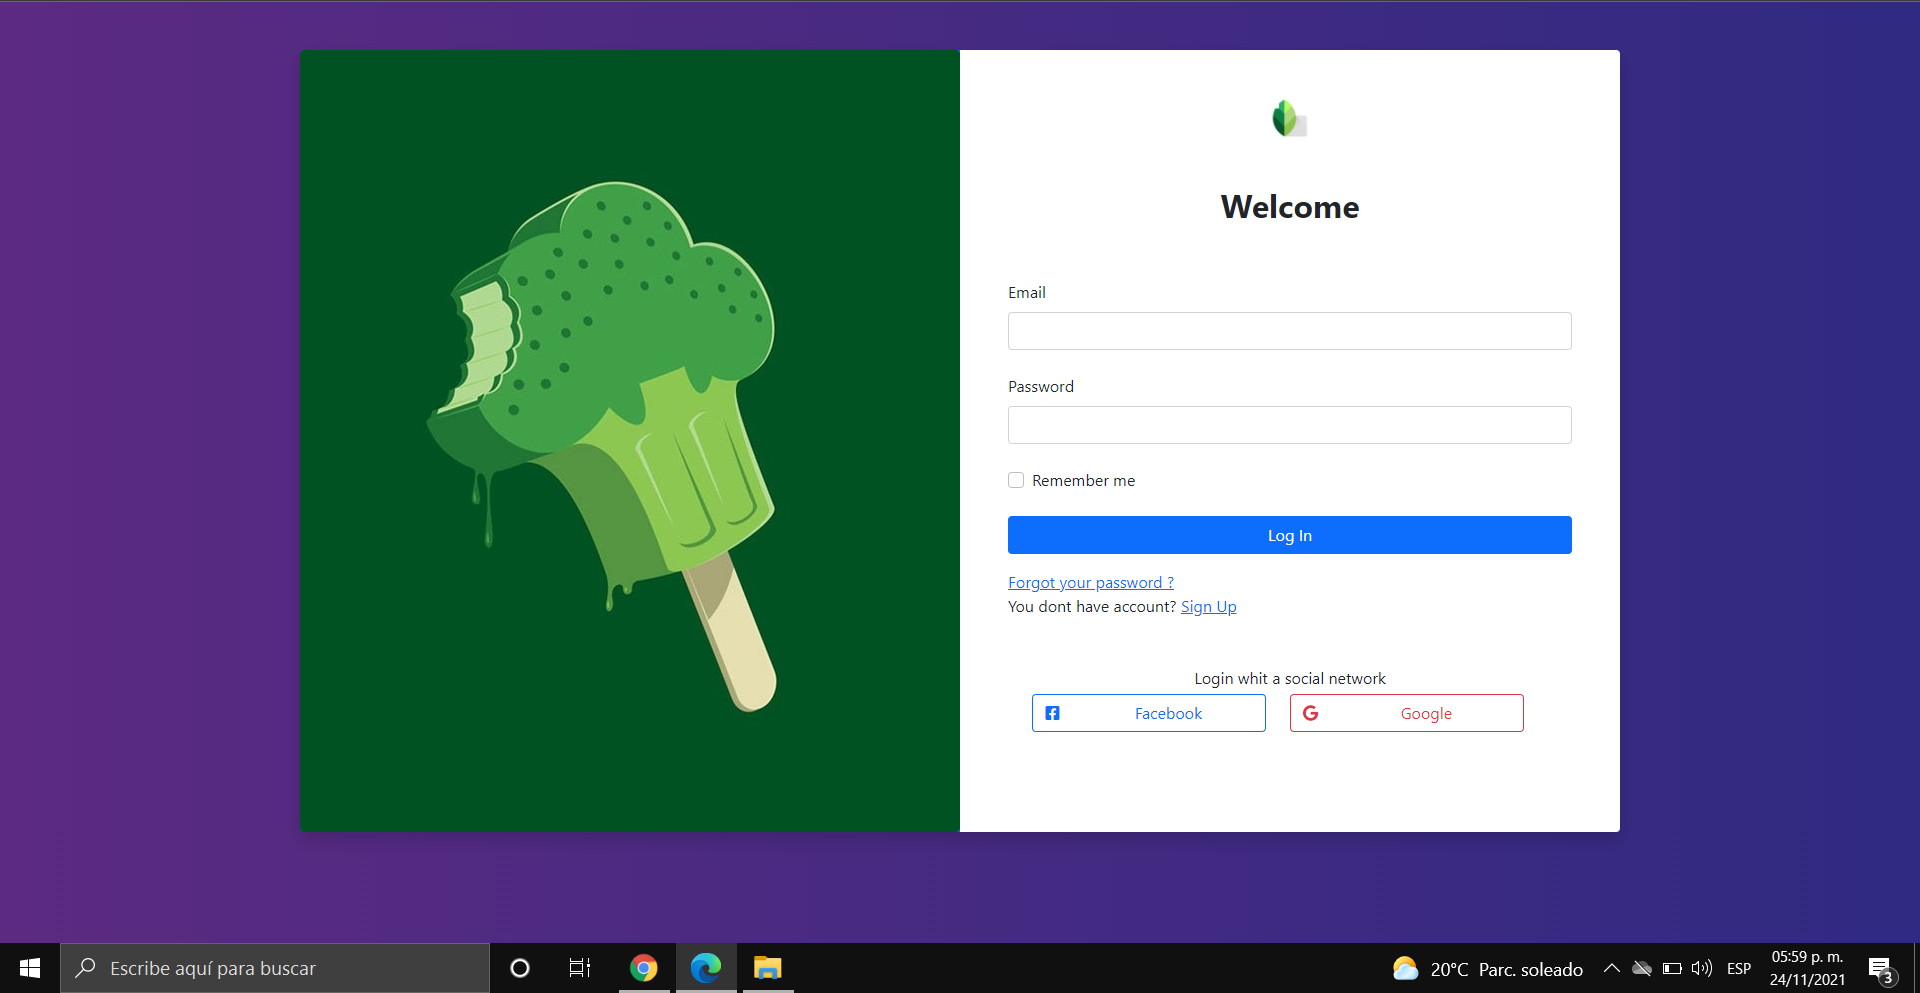 Welcome
Email
Password
Remember me
Log In
Forgot your password ?
You dont have account? Sign Up
Login whit a social network
Facebook
Google
Escribe aquí para buscar
20°C Parc. soleado
ESP
05:59 p. m.
24/11/2021
3